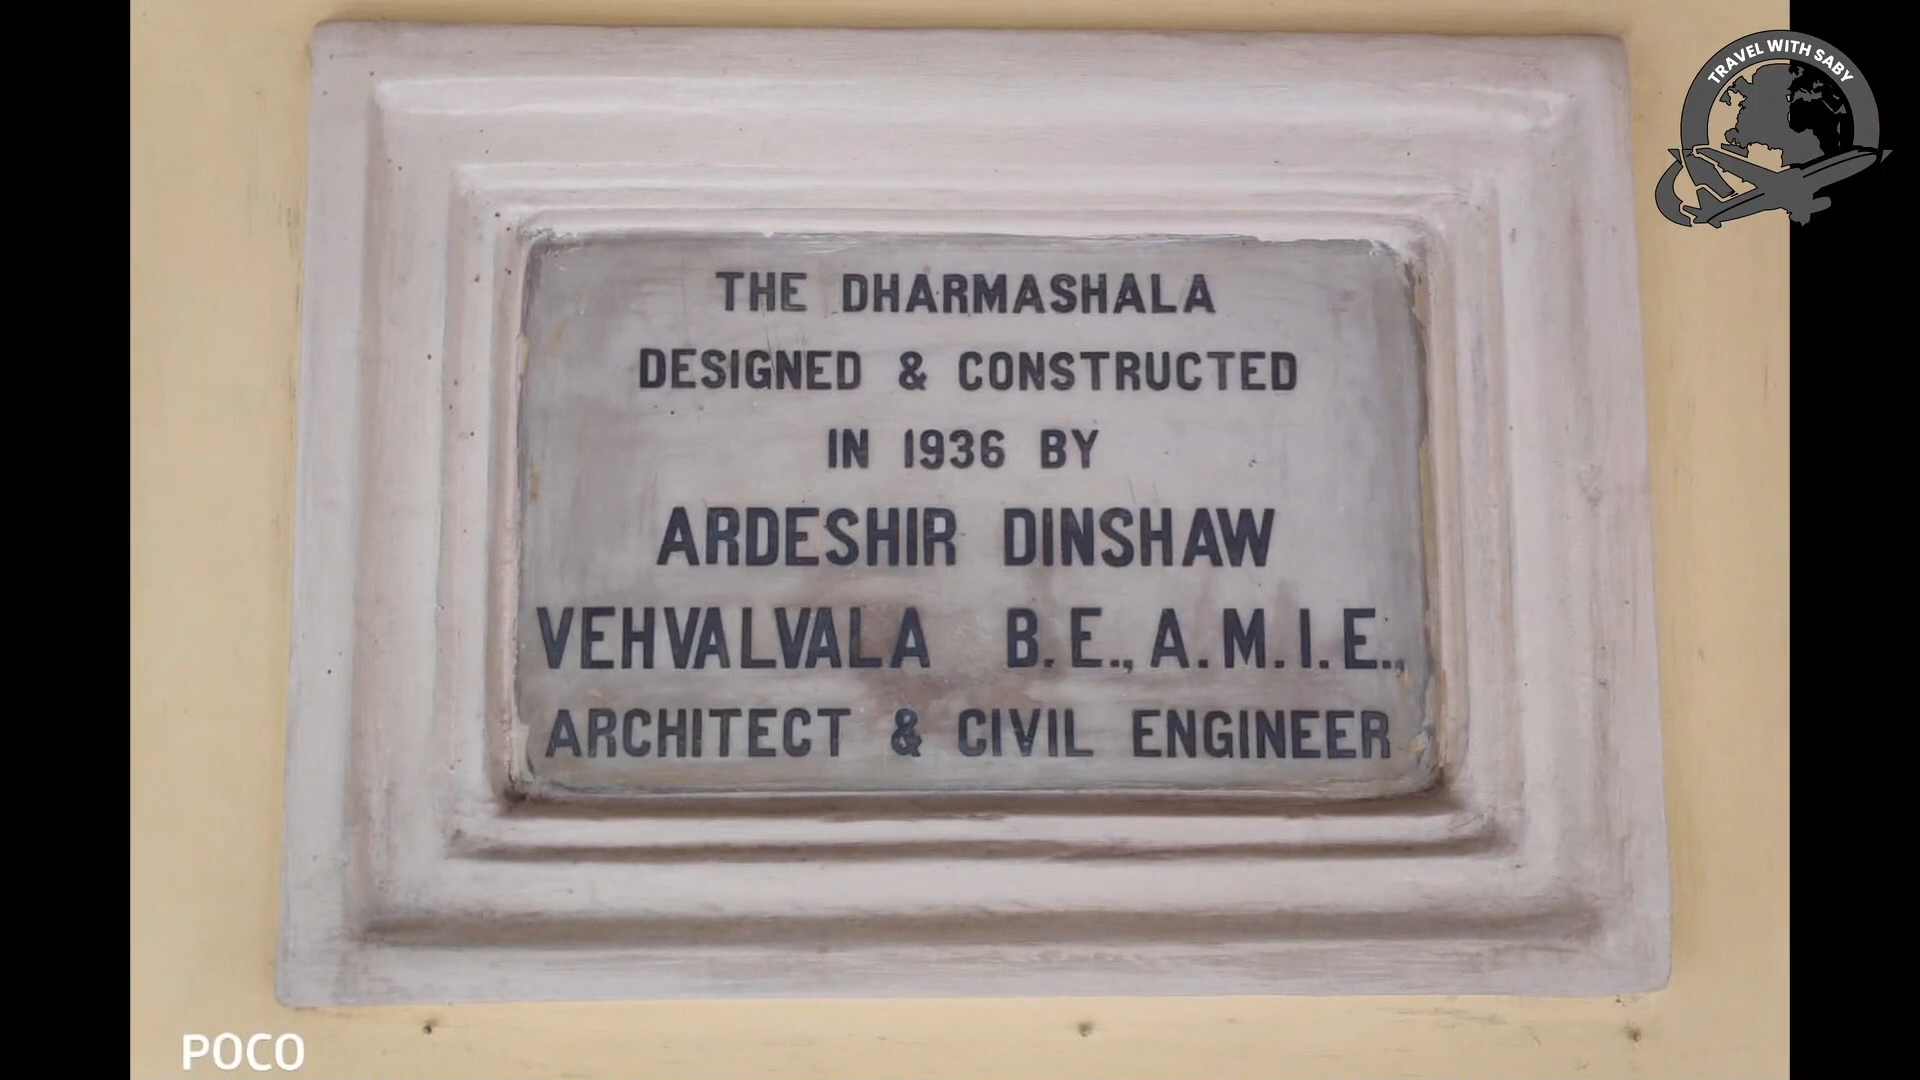 TRAVEL WITH SABY
THE DHARMASHALA
DESIGNED & CONSTRUCTED
IN 1936 BY
ARDESHIR DINSHAW
VEHVALVALA B.E., A.M.I.E.,
ARCHITECT & CIVIL ENGINEER
POCO